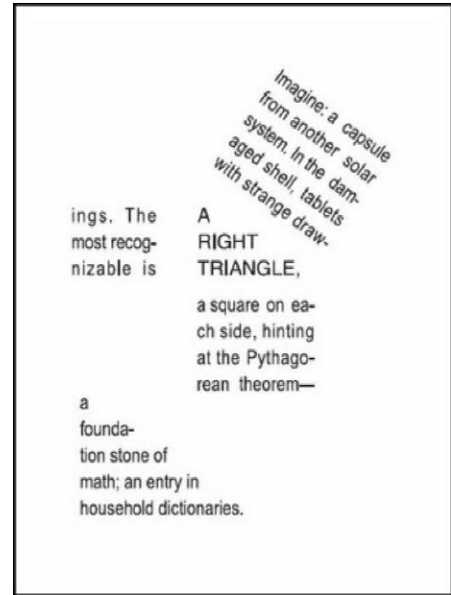 Imagine: a capsule
from another solar
system. In the dam-
aged shell, tablets
with strange draw-
ings. The
most recog-
nizable is
A
RIGHT
TRIANGLE,
a square on ea-
ch side, hinting
at the Pythago-
rean theorem—
a
founda-
tion stone of
math; an entry in
household dictionaries.